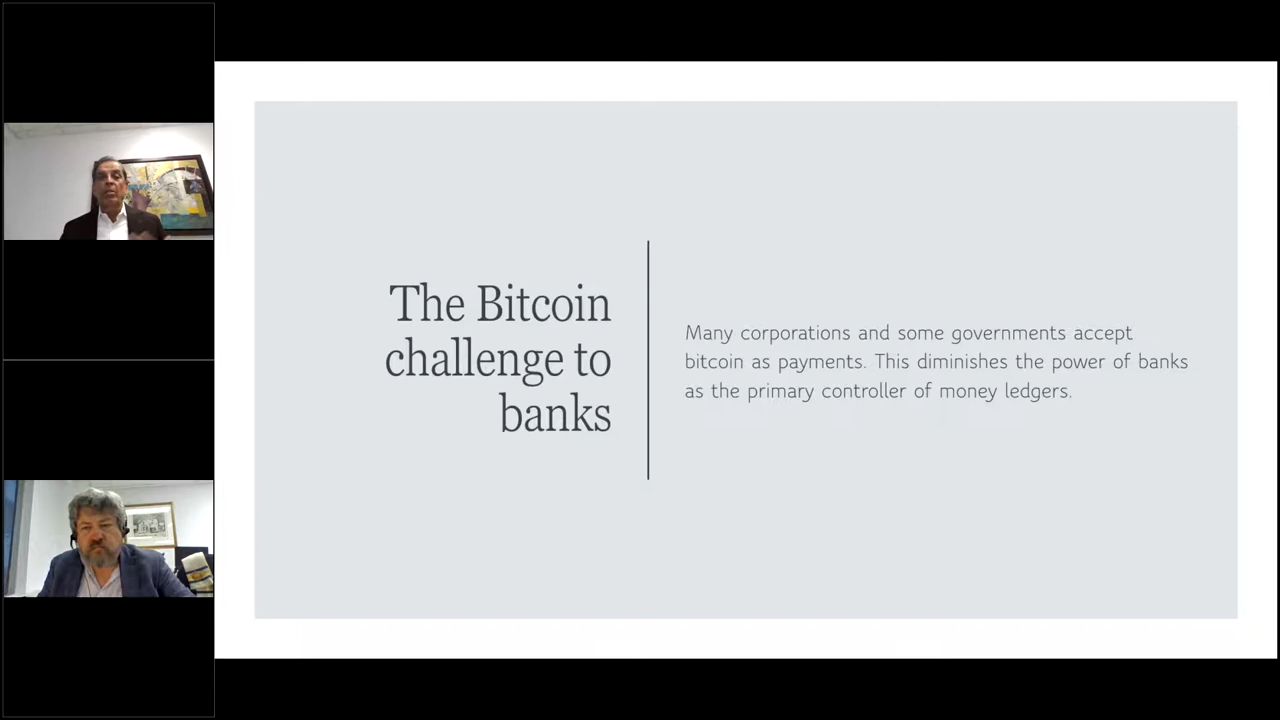 The Bitcoin
challenge to
banks
Many corporations and some governments accept
bitcoin as payments. This diminishes the power of banks
as the primary controller of money ledgers.